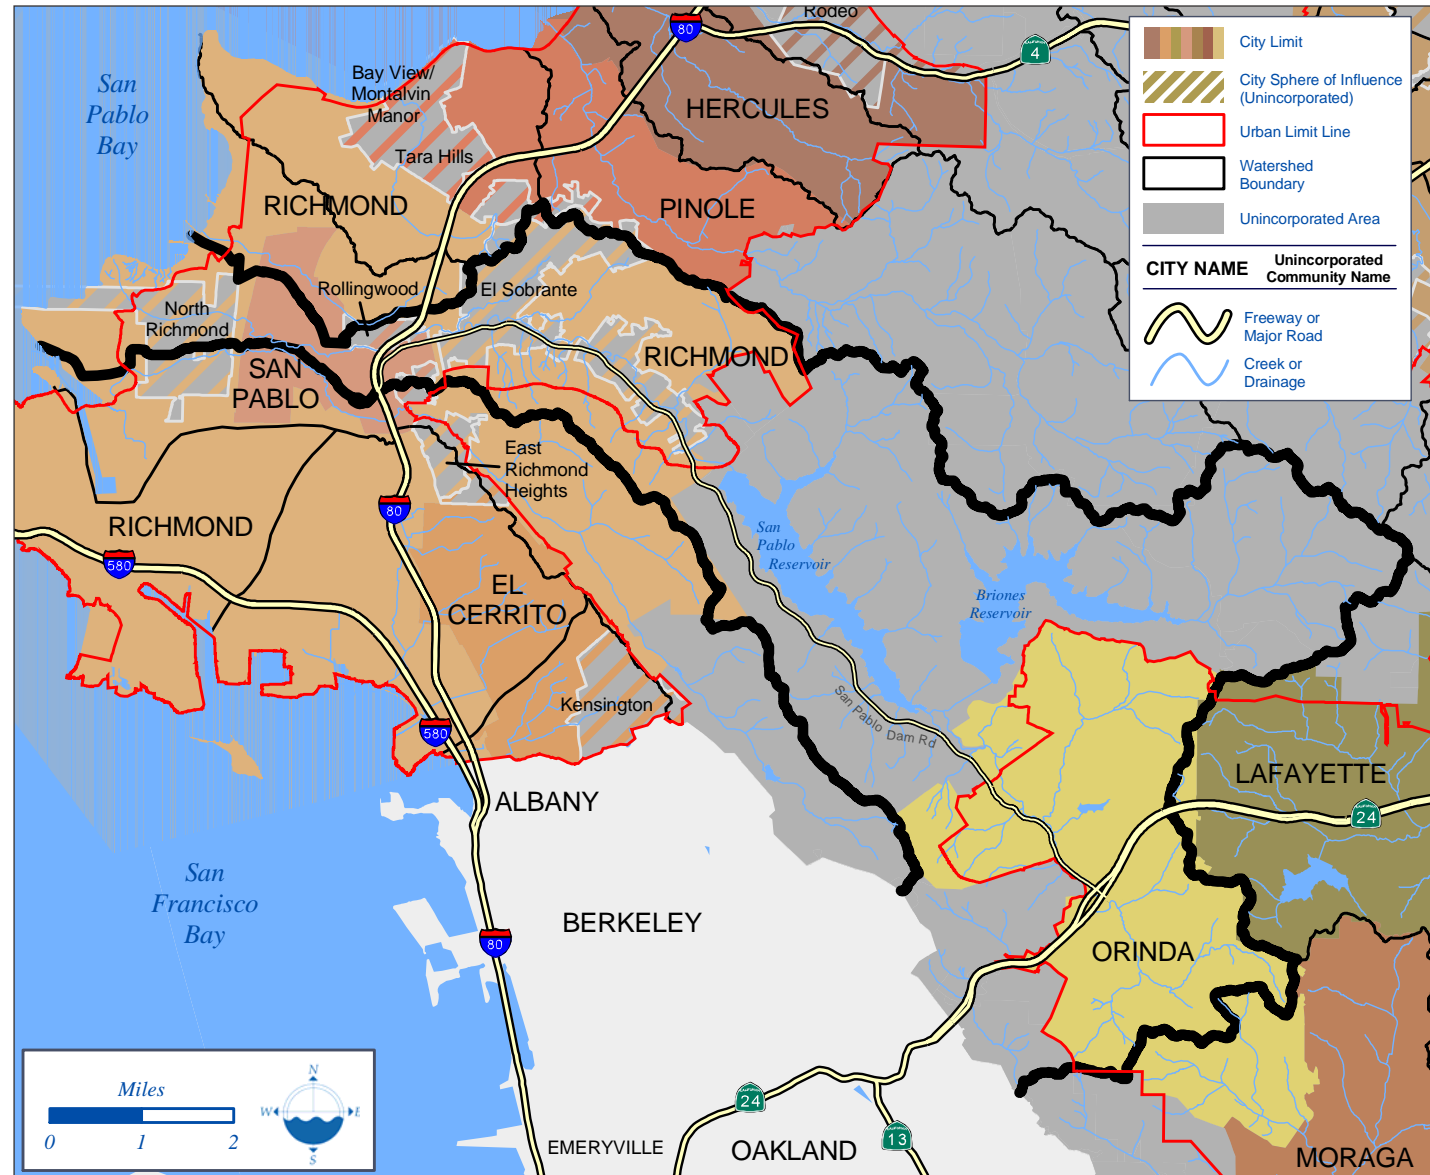 Rodeo
80
4
San
Pablo
Bay
Bay View/
Montalvin
Manor
Tara Hills
HERCULES
RICHMOND
PINOLE
Rollingwood
El Sobrante
North
Richmond
SAN
PABLO
RICHMOND
East
Richmond
Heights
RICHMOND
80
580
EL
CERRITO
Kensington
580
San
Pablo
Reservoir
Briones
Reservoir
San Pablo Dam Rd
LAFAYETTE
24
ALBANY
San
Francisco
Bay
BERKELEY
80
ORINDA
24
13
EMERYVILLE
OAKLAND
MORAGA
City Limit
City Sphere of Influence
(Unincorporated)
Urban Limit Line
Watershed
Boundary
Unincorporated Area
CITY NAME
Unincorporated
Community Name
Freeway or
Major Road
Creek or
Drainage
Miles
0 1 2
N
W E
S